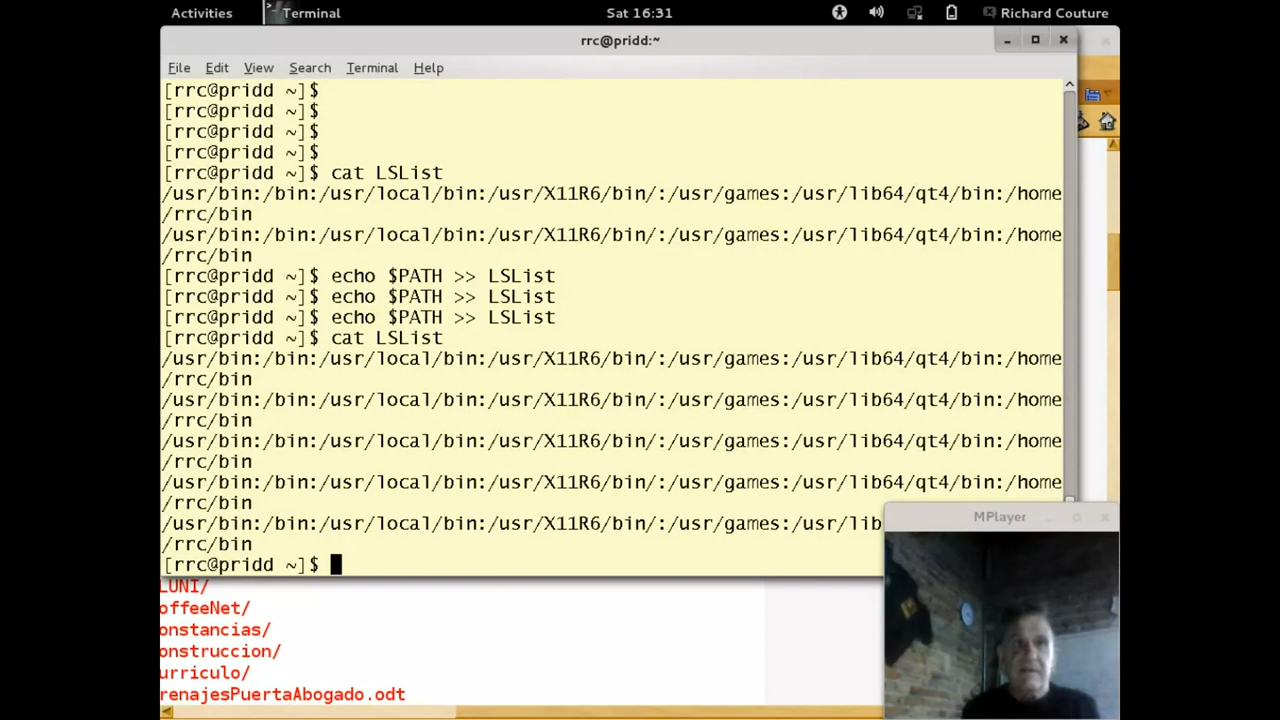 Activities
Terminal
Sat 16:31
Richard Couture
rrc@pridd:~
File Edit View Search Terminal Help
[rrc@pridd ~]$
[rrc@pridd ~]$
[rrc@pridd ~]$
[rrc@pridd ~]$
[rrc@pridd ~]$ cat LSList
/usr/bin:/bin:/usr/local/bin:/usr/X11R6/bin/:/usr/games:/usr/lib64/qt4/bin:/home
/rrc/bin
/usr/bin:/bin:/usr/local/bin:/usr/X11R6/bin/:/usr/games:/usr/lib64/qt4/bin:/home
/rrc/bin
[rrc@pridd ~]$ echo $PATH >> LSList
[rrc@pridd ~]$ echo $PATH >> LSList
[rrc@pridd ~]$ echo $PATH >> LSList
[rrc@pridd ~]$ cat LSList
/usr/bin:/bin:/usr/local/bin:/usr/X11R6/bin/:/usr/games:/usr/lib64/qt4/bin:/home
/rrc/bin
/usr/bin:/bin:/usr/local/bin:/usr/X11R6/bin/:/usr/games:/usr/lib64/qt4/bin:/home
/rrc/bin
/usr/bin:/bin:/usr/local/bin:/usr/X11R6/bin/:/usr/games:/usr/lib64/qt4/bin:/home
/rrc/bin
/usr/bin:/bin:/usr/local/bin:/usr/X11R6/bin/:/usr/games:/usr/lib64/qt4/bin:/home
/rrc/bin
/usr/bin:/bin:/usr/local/bin:/usr/X11R6/bin/:/usr/games:/usr/lib
/rrc/bin
[rrc@pridd ~]$
MPlayer
LUNI/
offeeNet/
onstancias/
onstruccion/
urriculo/
renajesPuertaAbogado.odt